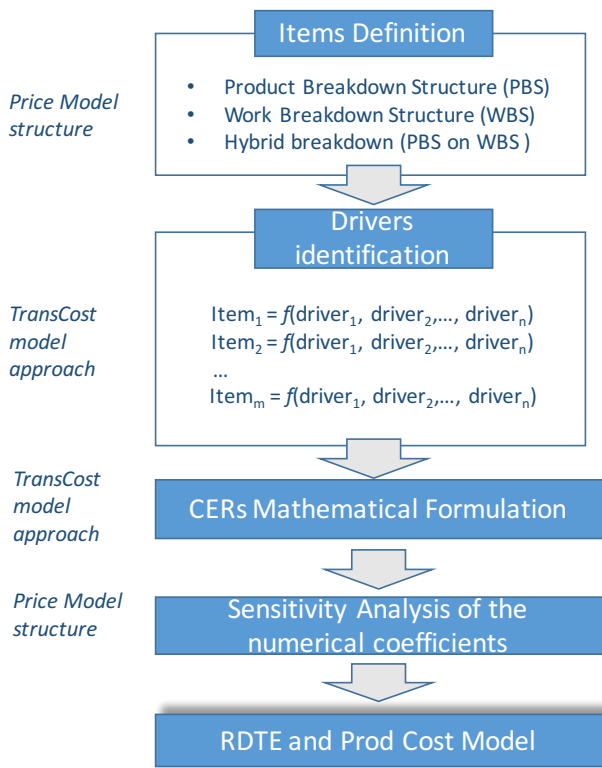 Items Definition
Price Model
structure
• Product Breakdown Structure (PBS)
• Work Breakdown Structure (WBS)
• Hybrid breakdown (PBS on WBS )
Drivers
identification
TransCost
model
approach
Item₁ = f(driver₁, driver₂,..., driverₙ)
Item₂ = f(driver₁, driver₂,..., driverₙ)
...
Itemₘ = f(driver₁, driver₂,..., driverₙ)
TransCost
model
approach
CERs Mathematical Formulation
Price Model
structure
Sensitivity Analysis of the
numerical coefficients
RDTE and Prod Cost Model